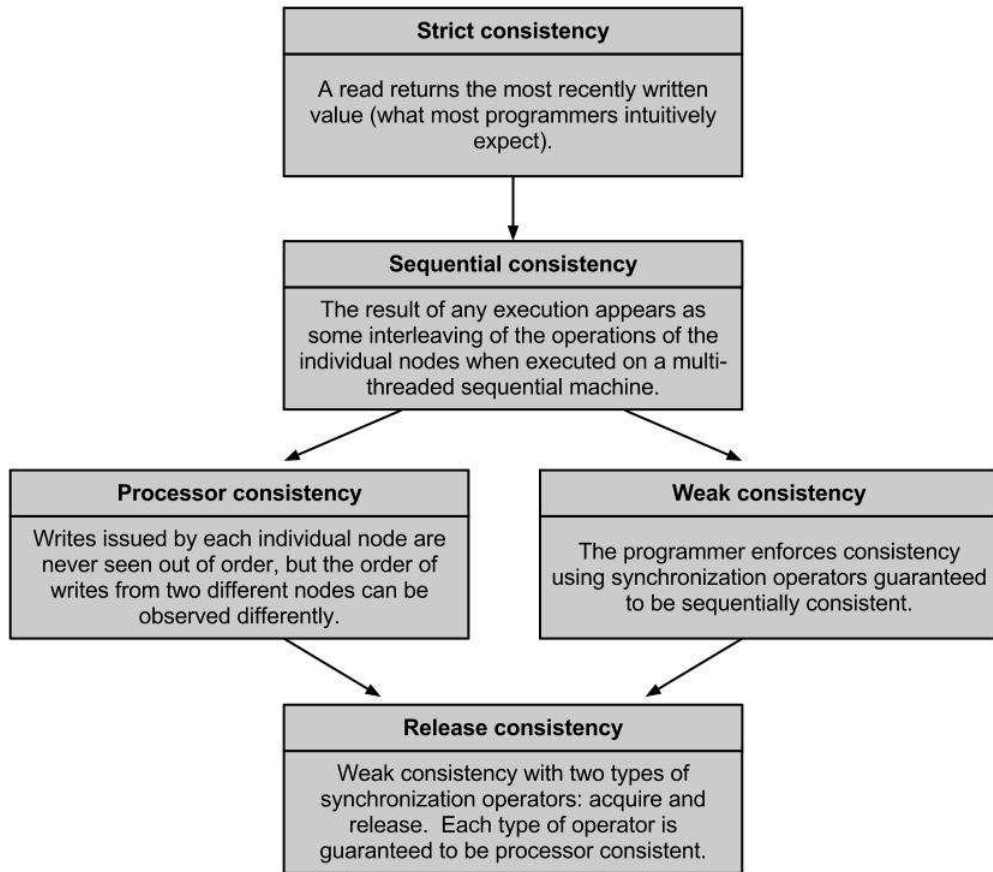 Strict consistency
A read returns the most recently written
value (what most programmers intuitively
expect).
Sequential consistency
The result of any execution appears as
some interleaving of the operations of the
individual nodes when executed on a multi-
threaded sequential machine.
Processor consistency
Writes issued by each individual node are
never seen out of order, but the order of
writes from two different nodes can be
observed differently.
Weak consistency
The programmer enforces consistency
using synchronization operators guaranteed
to be sequentially consistent.
Release consistency
Weak consistency with two types of
synchronization operators: acquire and
release.  Each type of operator is
guaranteed to be processor consistent.